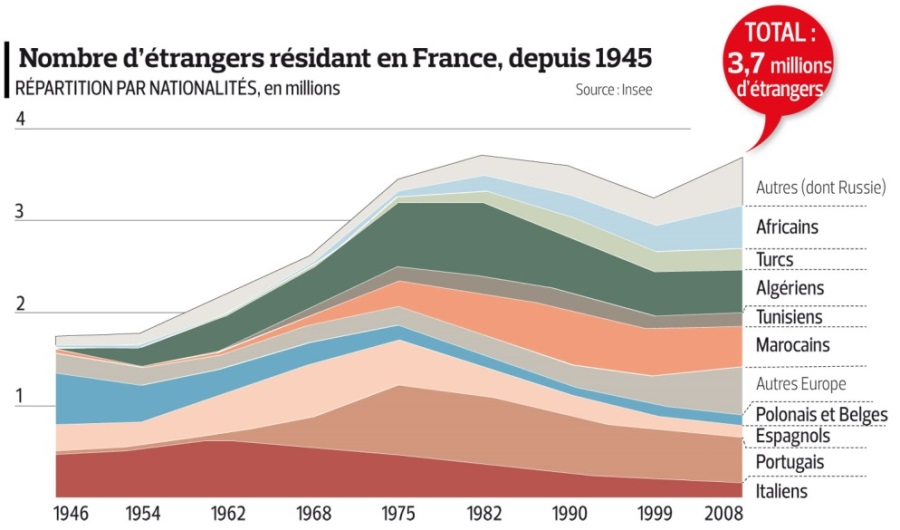 Nombre d’étrangers résidant en France, depuis 1945
RÉPARTITION PAR NATIONALITÉS, en millions
Source : Insee
TOTAL :
3,7 millions
d’étrangers
4
3
2
1
Autres (dont Russie)
Africains
Turcs
Algériens
Tunisiens
Marocains
Autres Europe
Polonais et Belges
Espagnols
Portugais
Italiens
1946 1954 1962 1968 1975 1982 1990 1999 2008